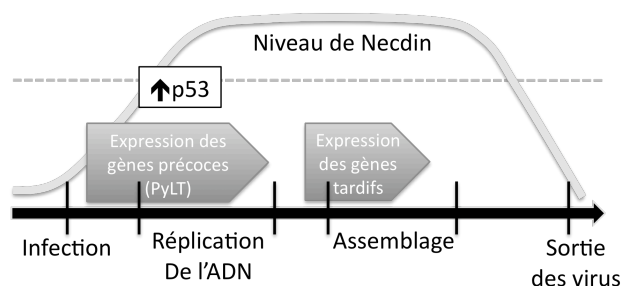 Niveau de Necdin
↑p53
Expression des
gènes précoces
(PyLT)
Expression
des gènes
tardifs
Infection
Réplication
De l'ADN
Assemblage
Sortie
des virus